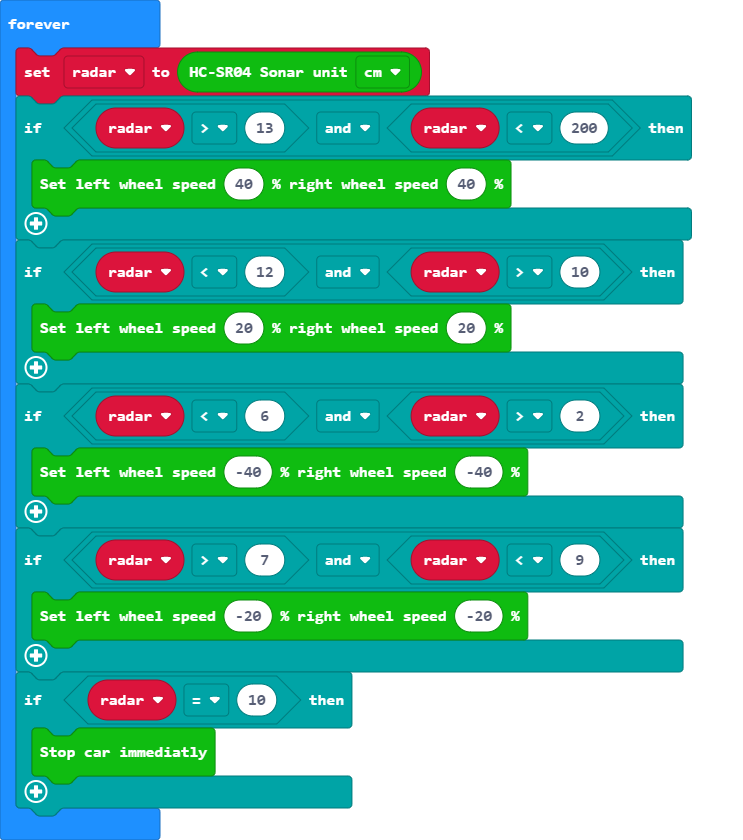 forever
set radar to HC-SR04 Sonar unit cm
if radar > 13 and radar < 200 then
Set left wheel speed 40 % right wheel speed 40 %
if radar < 12 and radar > 10 then
Set left wheel speed 20 % right wheel speed 20 %
if radar < 6 and radar > 2 then
Set left wheel speed -40 % right wheel speed -40 %
if radar > 7 and radar < 9 then
Set left wheel speed -20 % right wheel speed -20 %
if radar = 10 then
Stop car immediatly